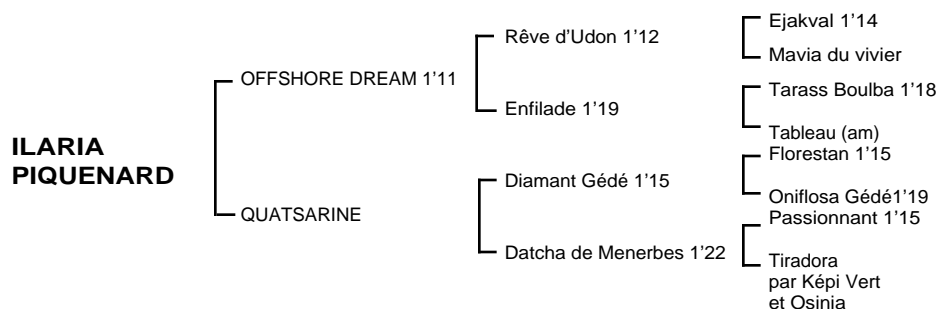 ILARIA
PIQUENARD
OFFSHORE DREAM 1’11
QUATSARINE
Rêve d’Udon 1’12
Enfilade 1’19
Diamant Gédé 1’15
Datcha de Menerbes 1’22
Ejakval 1’14
Mavia du vivier
Tarass Boulba 1’18
Tableau (am)
Florestan 1’15
Oniflosa Gédé1’19
Passionnant 1’15
Tiradora
par Képi Vert
et Osinia